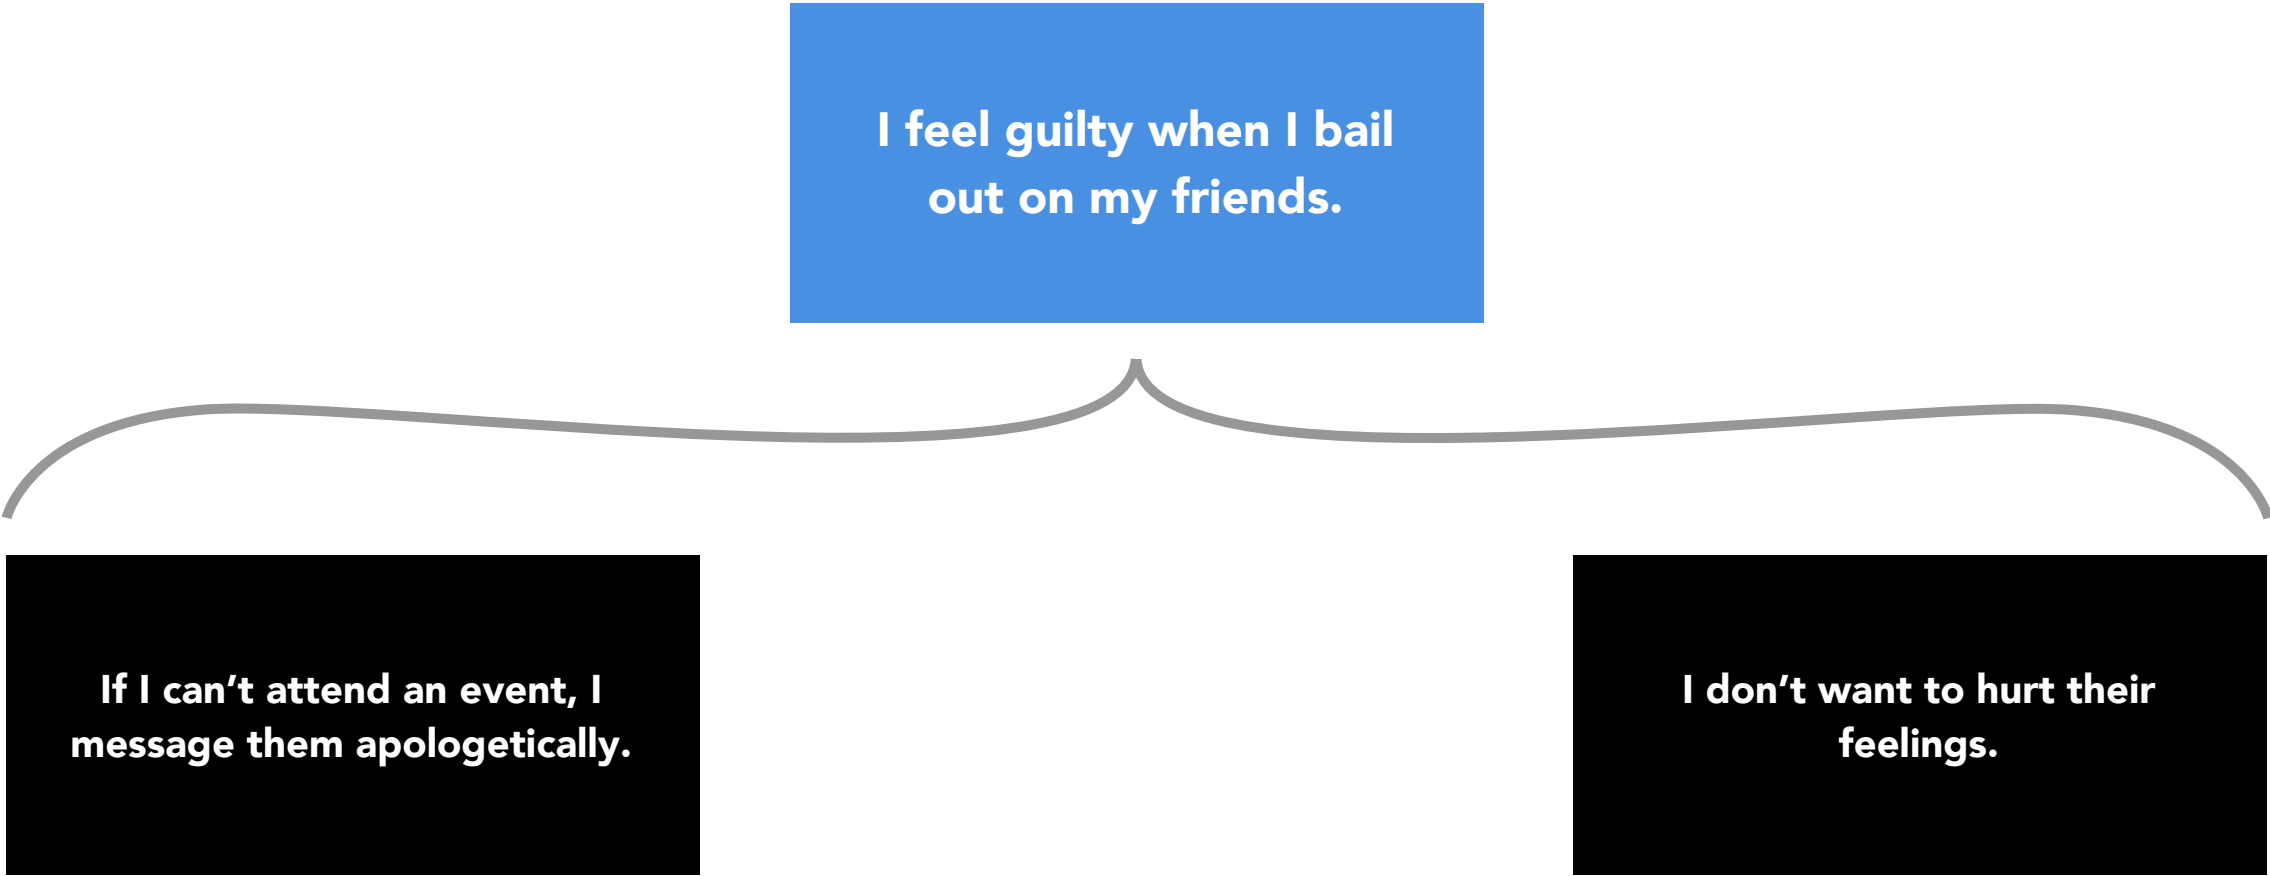 I feel guilty when I bail
out on my friends.
If I can’t attend an event, I
message them apologetically.
I don’t want to hurt their
feelings.